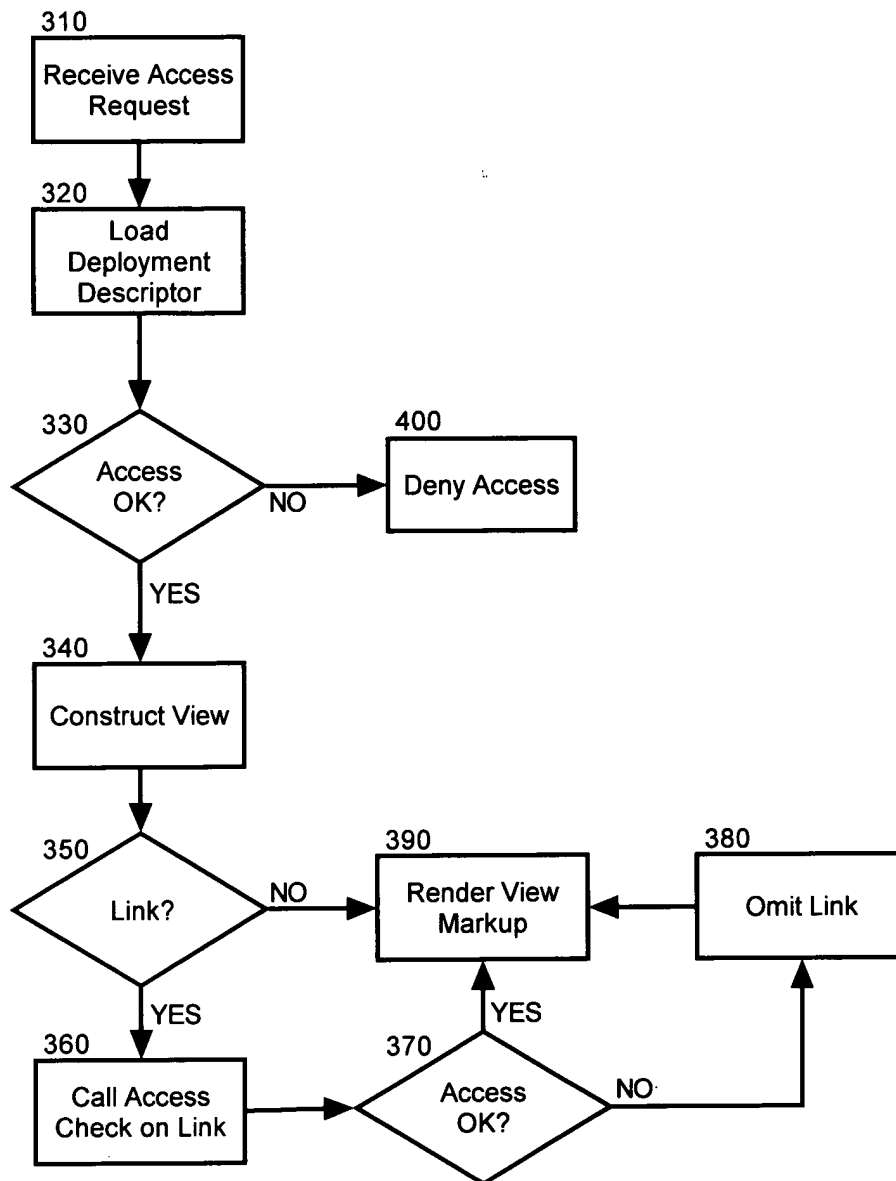 310
Receive Access
Request
320
Load
Deployment
Descriptor
330
Access
OK?
NO
400
Deny Access
YES
340
Construct View
350
Link?
NO
390
Render View
Markup
380
Omit Link
YES
360
Call Access
Check on Link
YES
370
Access
OK?
NO